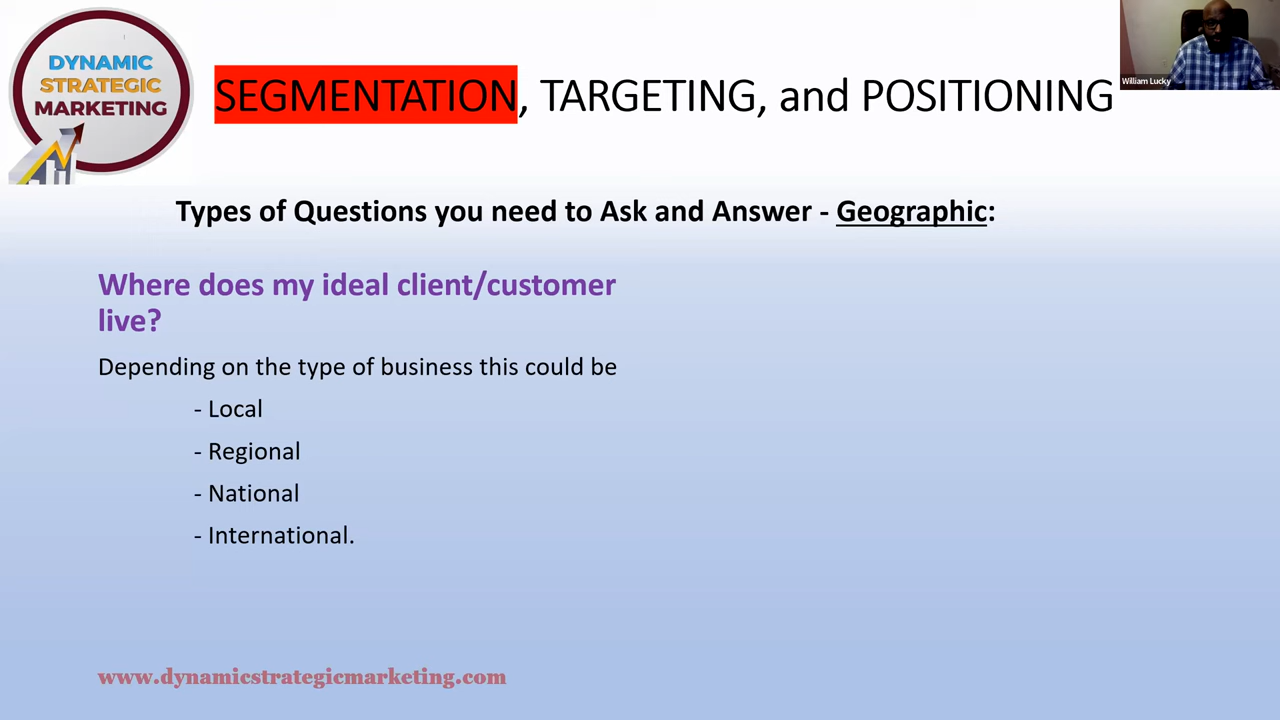 DYNAMIC
STRATEGIC
MARKETING
SEGMENTATION, TARGETING, and POSITIONING
William Lucky
Types of Questions you need to Ask and Answer - Geographic:
Where does my ideal client/customer
live?
Depending on the type of business this could be
- Local
- Regional
- National
- International.
www.dynamicstrategicmarketing.com